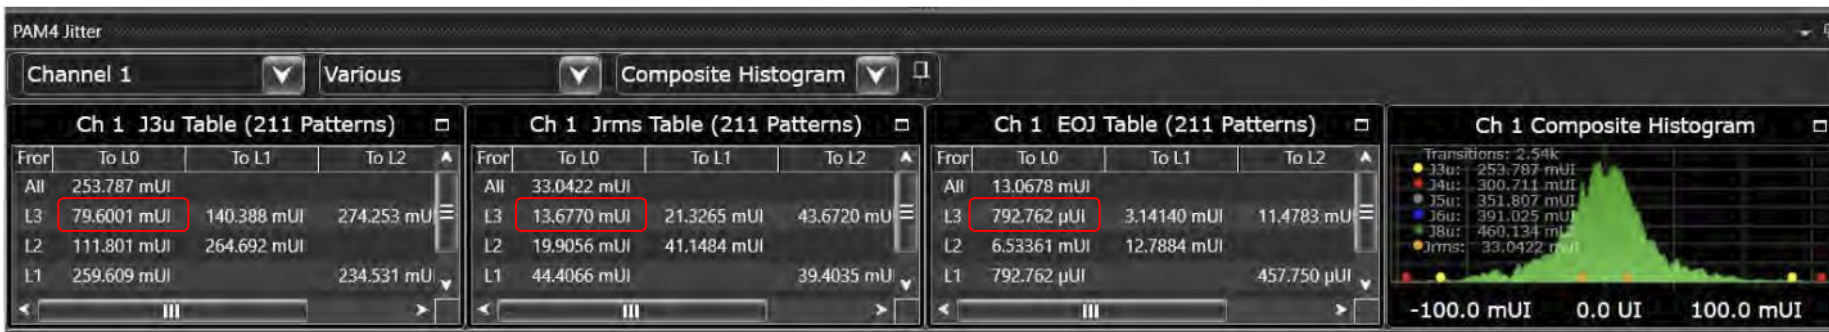 PAM4 Jitter
Channel 1 Various Composite Histogram
Ch 1 J3u Table (211 Patterns)
Fror To L0 To L1 To L2
All 253.787 mUI
L3 79.6001 mUI 140.388 mUI 274.253 mU
L2 111.801 mUI 264.692 mUI
L1 259.609 mUI 234.531 mU
Ch 1 Jrms Table (211 Patterns)
Fror To L0 To L1 To L2
All 33.0422 mUI
L3 13.6770 mUI 21.3265 mUI 43.6720 mU
L2 19.9056 mUI 41.1484 mUI
L1 44.4066 mUI 39.4035 mU
Ch 1 EOJ Table (211 Patterns)
Fror To L0 To L1 To L2
All 13.0678 mUI
L3 792.762 µUI 3.14140 mUI 11.4783 mU
L2 6.53361 mUI 12.7884 mUI
L1 792.762 µUI 457.750 µUI
Ch 1 Composite Histogram
Transitions: 2.54k
J3u: 253.787 mUI
J4u: 300.711 mUI
J5u: 351.807 mUI
J6u: 391.025 mUI
J8u: 460.134 mUI
Jrms: 33.0422 mUI
-100.0 mUI 0.0 UI 100.0 mUI